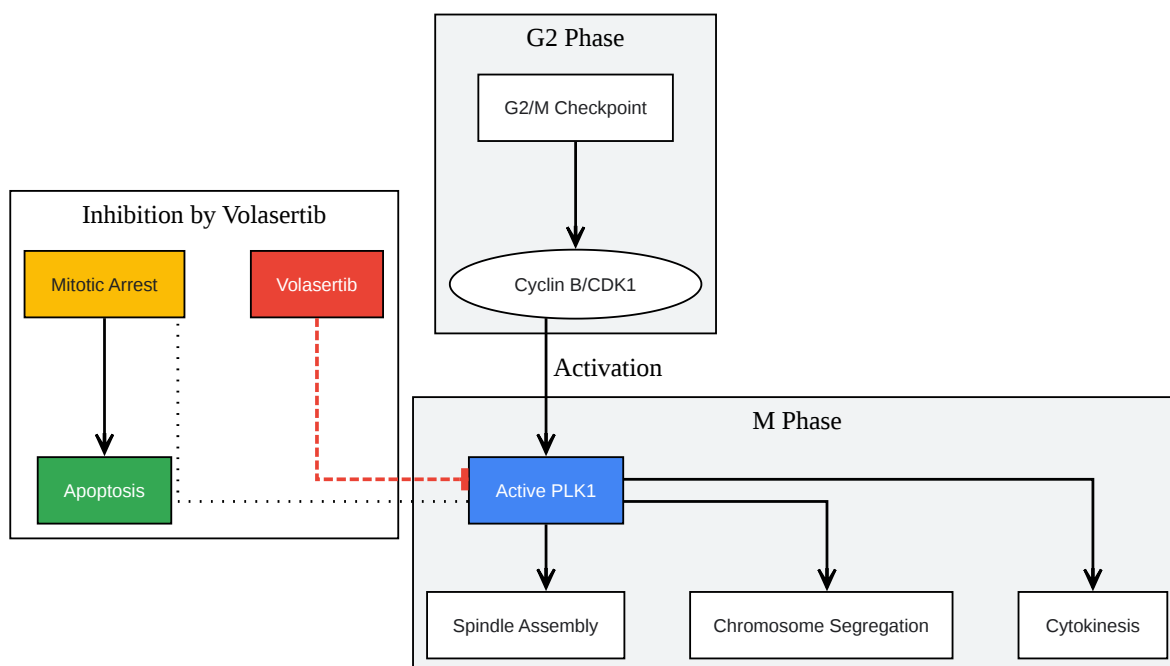 G2 Phase
G2/M Checkpoint
Inhibition by Volasertib
Mitotic Arrest
Volasertib
Cyclin B/CDK1
Activation
M Phase
Apoptosis
Active PLK1
Spindle Assembly
Chromosome Segregation
Cytokinesis